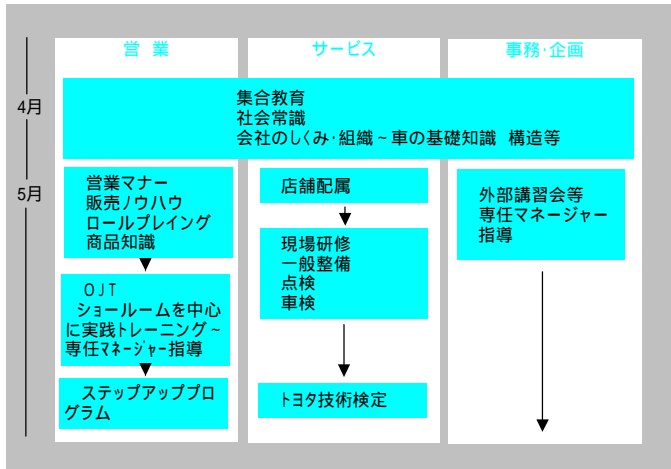 営 業
サービス
事務･企画
4月
集合教育
社会常識
会社のしくみ･組織～車の基礎知識 構造等
5月
営業マナー
販売ノウハウ
ロールプレイング
商品知識
ＯＪＴ
ショールームを中心
に実践トレーニング～
専任マネージャー指導
ステップアッププロ
グラム
店舗配属
現場研修
一般整備
点検
車検
トヨタ技術検定
外部講習会等
専任マネージャー
指導